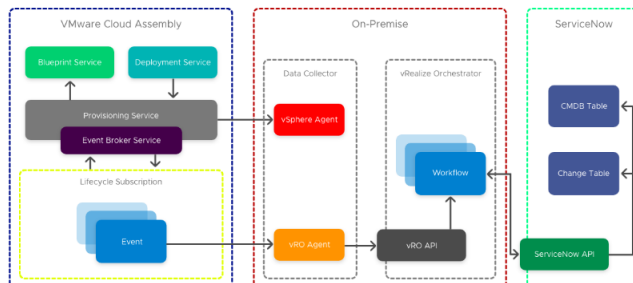 VMware Cloud Assembly
On-Premise
ServiceNow
Blueprint Service
Deployment Service
Data Collector
vRealize Orchestrator
Provisioning Service
vSphere Agent
CMDB Table
Event Broker Service
Lifecycle Subscription
Workflow
Change Table
Event
vRO Agent
vRO API
ServiceNow API